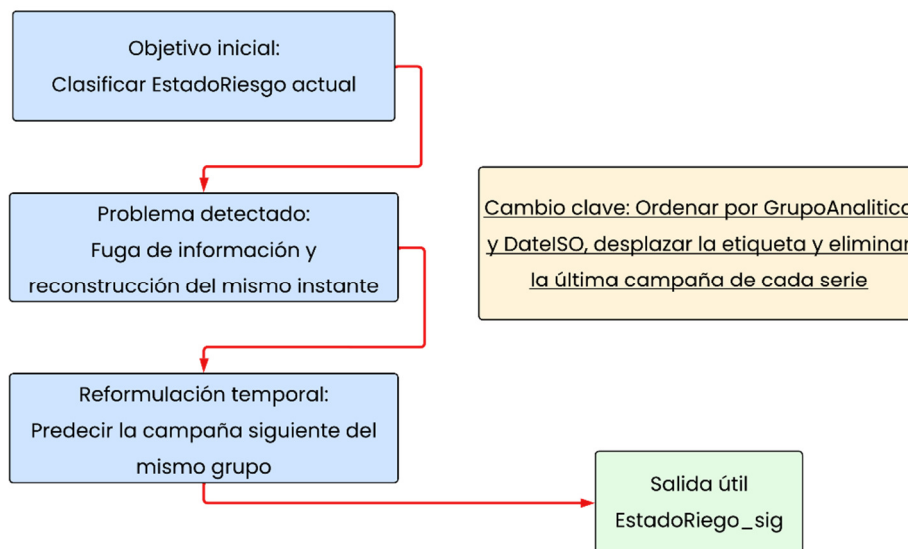 Objetivo inicial:
Clasificar EstadoRiesgo actual
Problema detectado:
Fuga de información y
reconstrucción del mismo instante
Cambio clave: Ordenar por GrupoAnalitico
y DateISO, desplazar la etiqueta y eliminar
la última campaña de cada serie
Reformulación temporal:
Predecir la campaña siguiente del
mismo grupo
Salida útil
EstadoRiego_sig